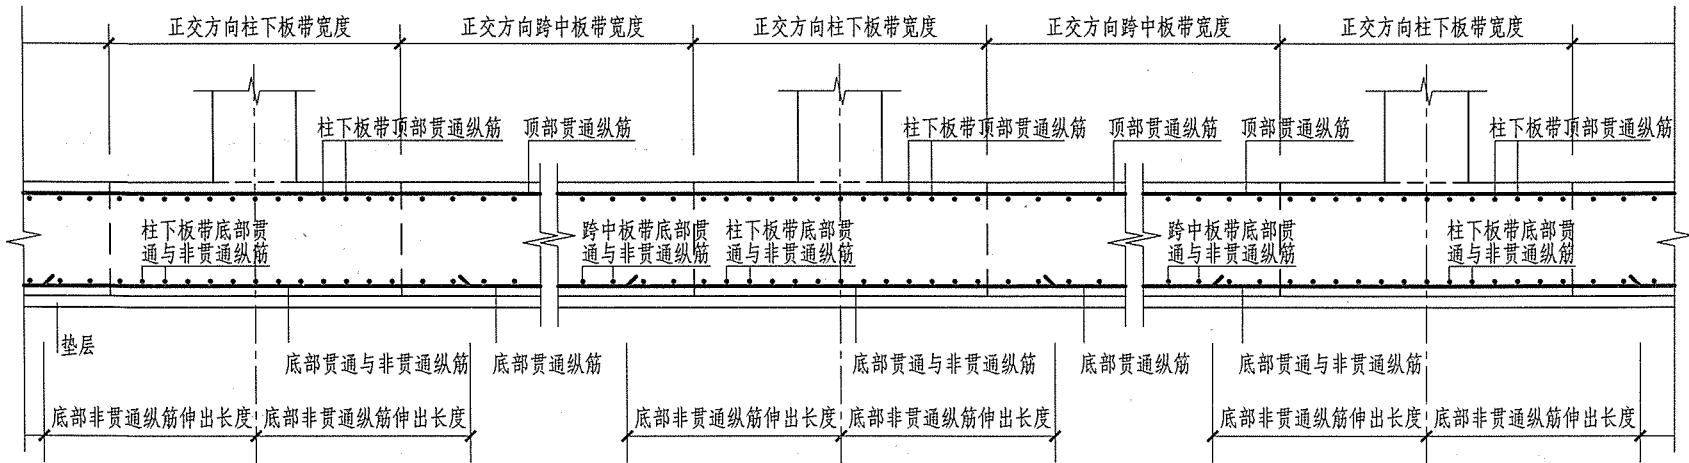 正交方向柱下板带宽度
正交方向跨中板带宽度
正交方向柱下板带宽度
正交方向跨中板带宽度
正交方向柱下板带宽度
柱下板带顶部贯通纵筋
顶部贯通纵筋
柱下板带顶部贯通纵筋
顶部贯通纵筋
顶部贯通纵筋
柱下板带顶部贯通纵筋
柱下板带底部贯
通与非贯通纵筋
跨中板带底部贯
通与非贯通纵筋
柱下板带底部贯
通与非贯通纵筋
跨中板带底部贯
通与非贯通纵筋
柱下板带底部贯
通与非贯通纵筋
垫层
底部贯通与非贯通纵筋
底部贯通纵筋
底部贯通与非贯通纵筋
底部贯通纵筋
底部贯通与非贯通纵筋
底部非贯通纵筋伸出长度
底部非贯通纵筋伸出长度
底部非贯通纵筋伸出长度
底部非贯通纵筋伸出长度
底部非贯通纵筋伸出长度
底部非贯通纵筋伸出长度